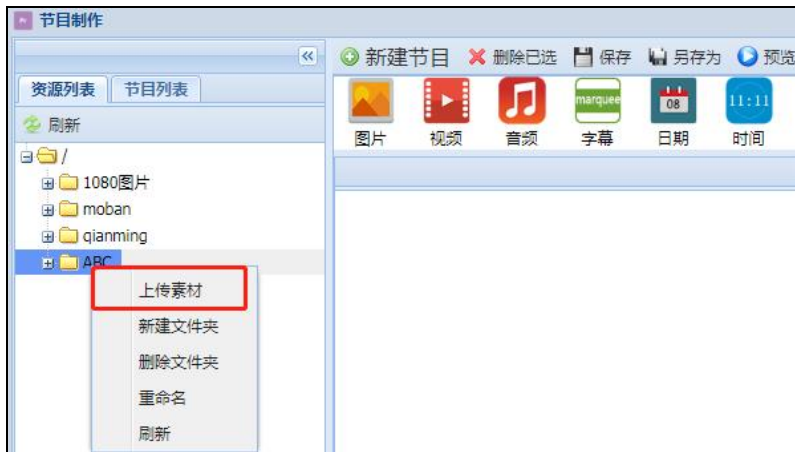 节目制作
新建节目 删除已选 保存 另存为 预览
资源列表 节目列表
marquee 08 11:11
刷新
图片 视频 音频 字幕 日期 时间
/
1080图片
moban
qianming
ABC
上传素材
新建文件夹
删除文件夹
重命名
刷新